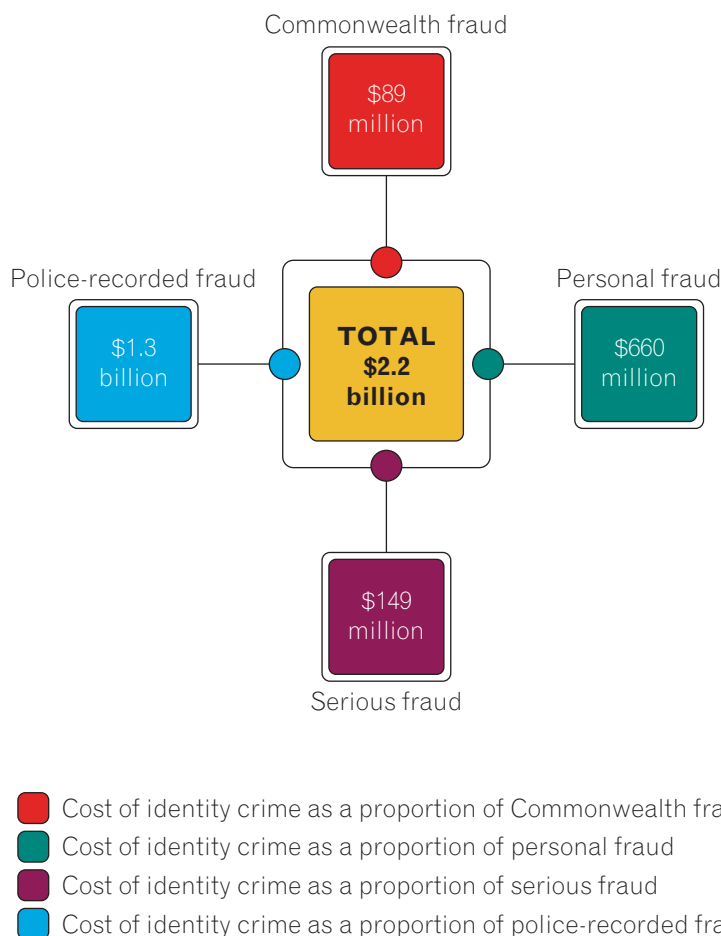 Commonwealth fraud
$89
million
Police-recorded fraud
Personal fraud
$1.3
billion
TOTAL
$2.2
billion
$660
million
$149
million
Serious fraud
Cost of identity crime as a proportion of Commonwealth
Cost of identity crime as a proportion of personal fraud
Cost of identity crime as a proportion of serious fraud
Cost of identity crime as a proportion of police-recorded